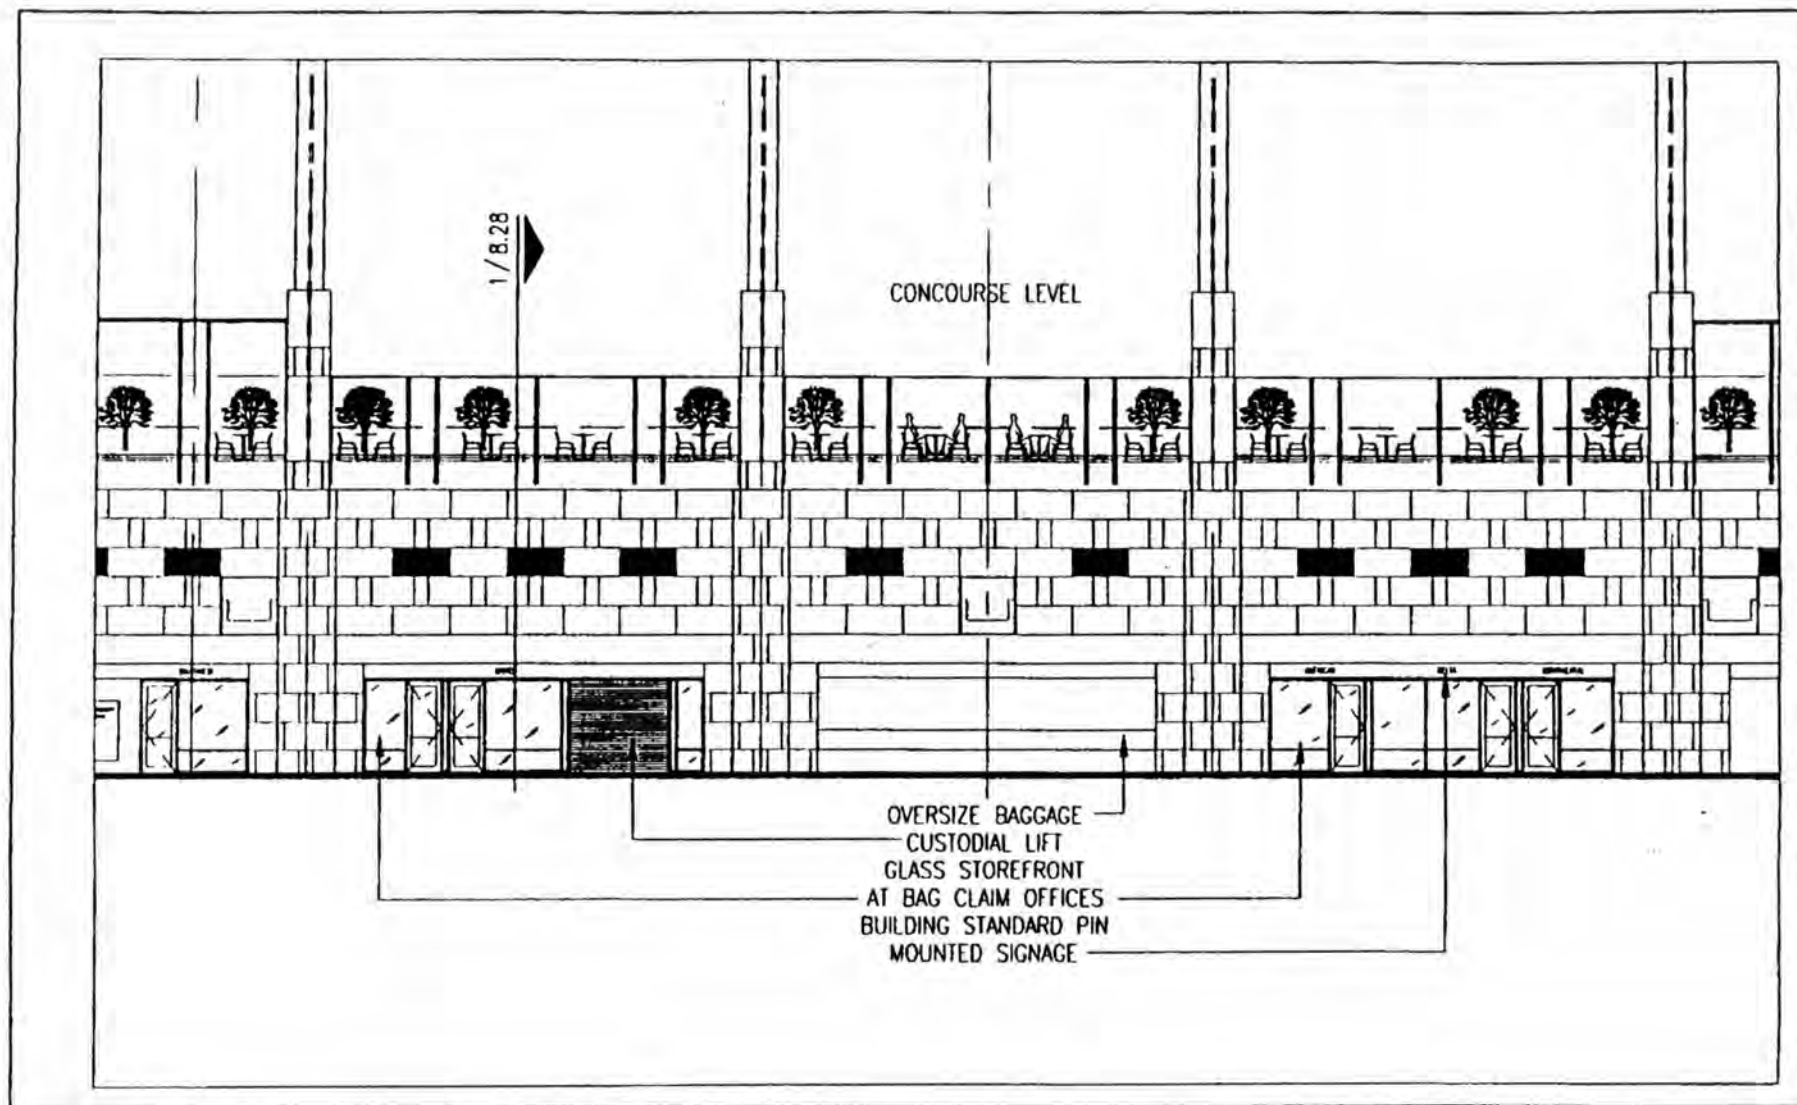 1/8.28
CONCOURSE LEVEL
OVERSIZE BAGGAGE
CUSTODIAL LIFT
GLASS STOREFRONT
AT BAG CLAIM OFFICES
BUILDING STANDARD PIN
MOUNTED SIGNAGE